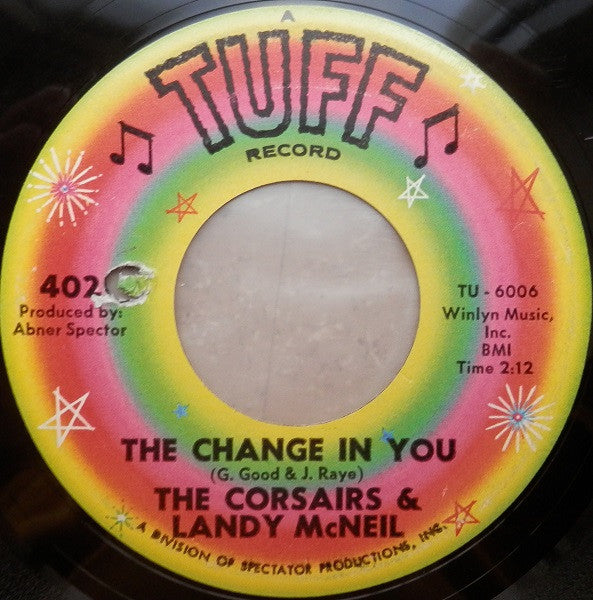 A
TUFF
RECORD
402
Produced by:
Abner Spector
TU - 6006
Winlyn Music,
Inc.
BMI
Time 2:12
THE CHANGE IN YOU
(G. Good & J. Raye)
THE CORSAIRS &
LANDY McNEIL
A DIVISION OF SPECTATOR PRODUCTIONS, INC.